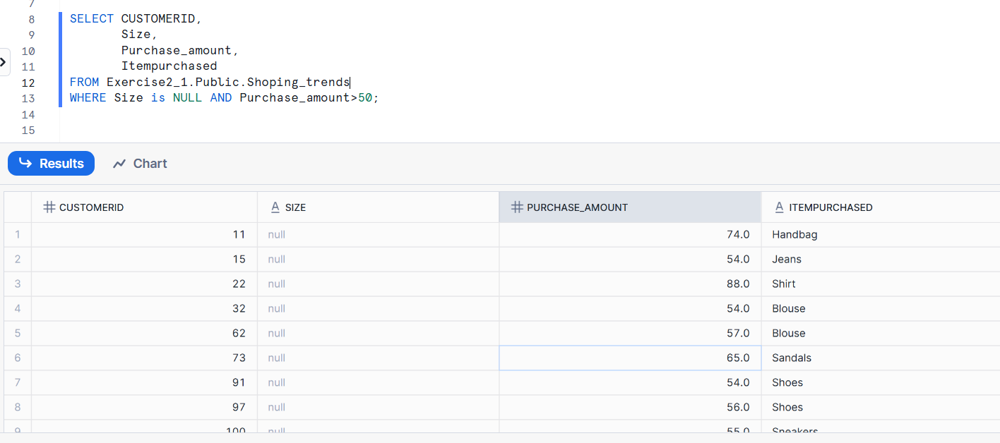 7
8 SELECT CUSTOMERID,
9 Size,
10 Purchase_amount,
11 Itempurchased
12 FROM Exercise2_1.Public.Shoping_trends
13 WHERE Size is NULL AND Purchase_amount>50;
14
15
Results Chart
CUSTOMERID SIZE PURCHASE_AMOUNT ITEMPURCHASED
1 11 null 74.0 Handbag
2 15 null 54.0 Jeans
3 22 null 88.0 Shirt
4 32 null 54.0 Blouse
5 62 null 57.0 Blouse
6 73 null 65.0 Sandals
7 91 null 54.0 Shoes
8 97 null 56.0 Shoes
9 100 null 55.0 Sneakers